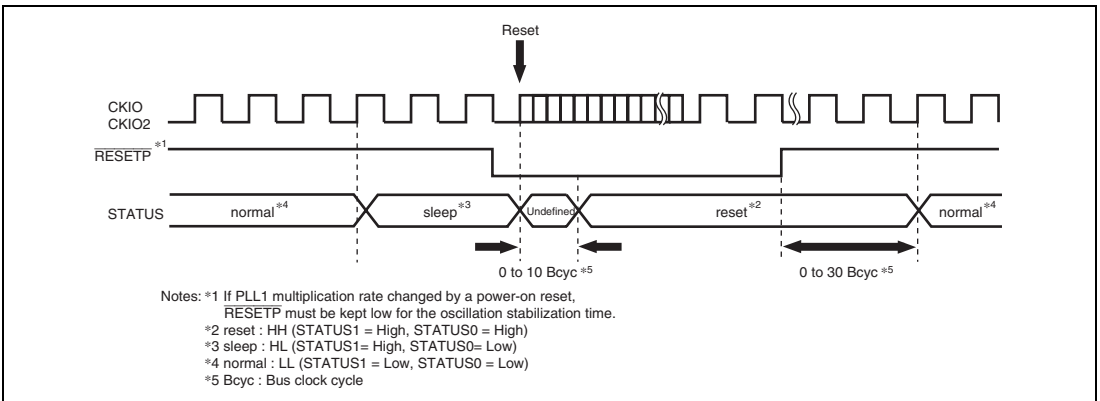 Reset
CKIO
CKIO2
RESETP *1
STATUS
normal*4
sleep*3
Undefined
reset*2
normal*4
0 to 10 Bcyc *5
0 to 30 Bcyc *5
Notes: *1 If PLL1 multiplication rate changed by a power-on reset,
RESETP must be kept low for the oscillation stabilization time.
*2 reset : HH (STATUS1 = High, STATUS0 = High)
*3 sleep : HL (STATUS1= High, STATUS0= Low)
*4 normal : LL (STATUS1 = Low, STATUS0 = Low)
*5 Bcyc : Bus clock cycle